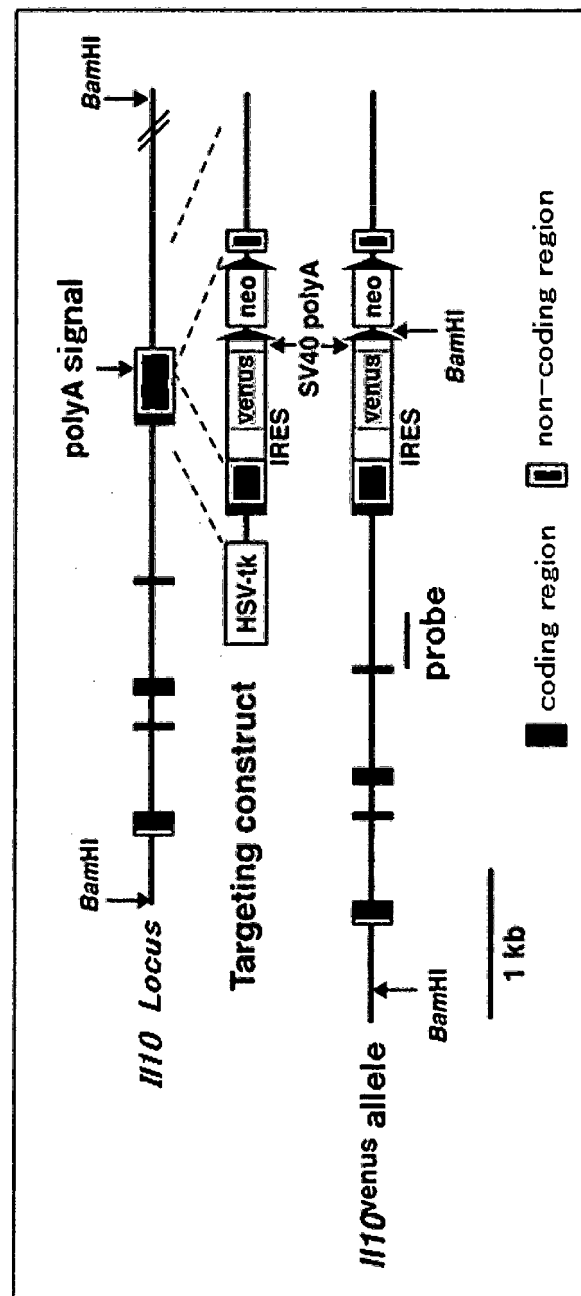 BamHI
polyA signal
BamHI
Il10 Locus
HSV-tk
venus
neo
IRES
Targeting construct
SV40 polyA
venus
neo
IRES
BamHI
probe
BamHI
Il10venus allele
1 kb
coding region
non-coding region